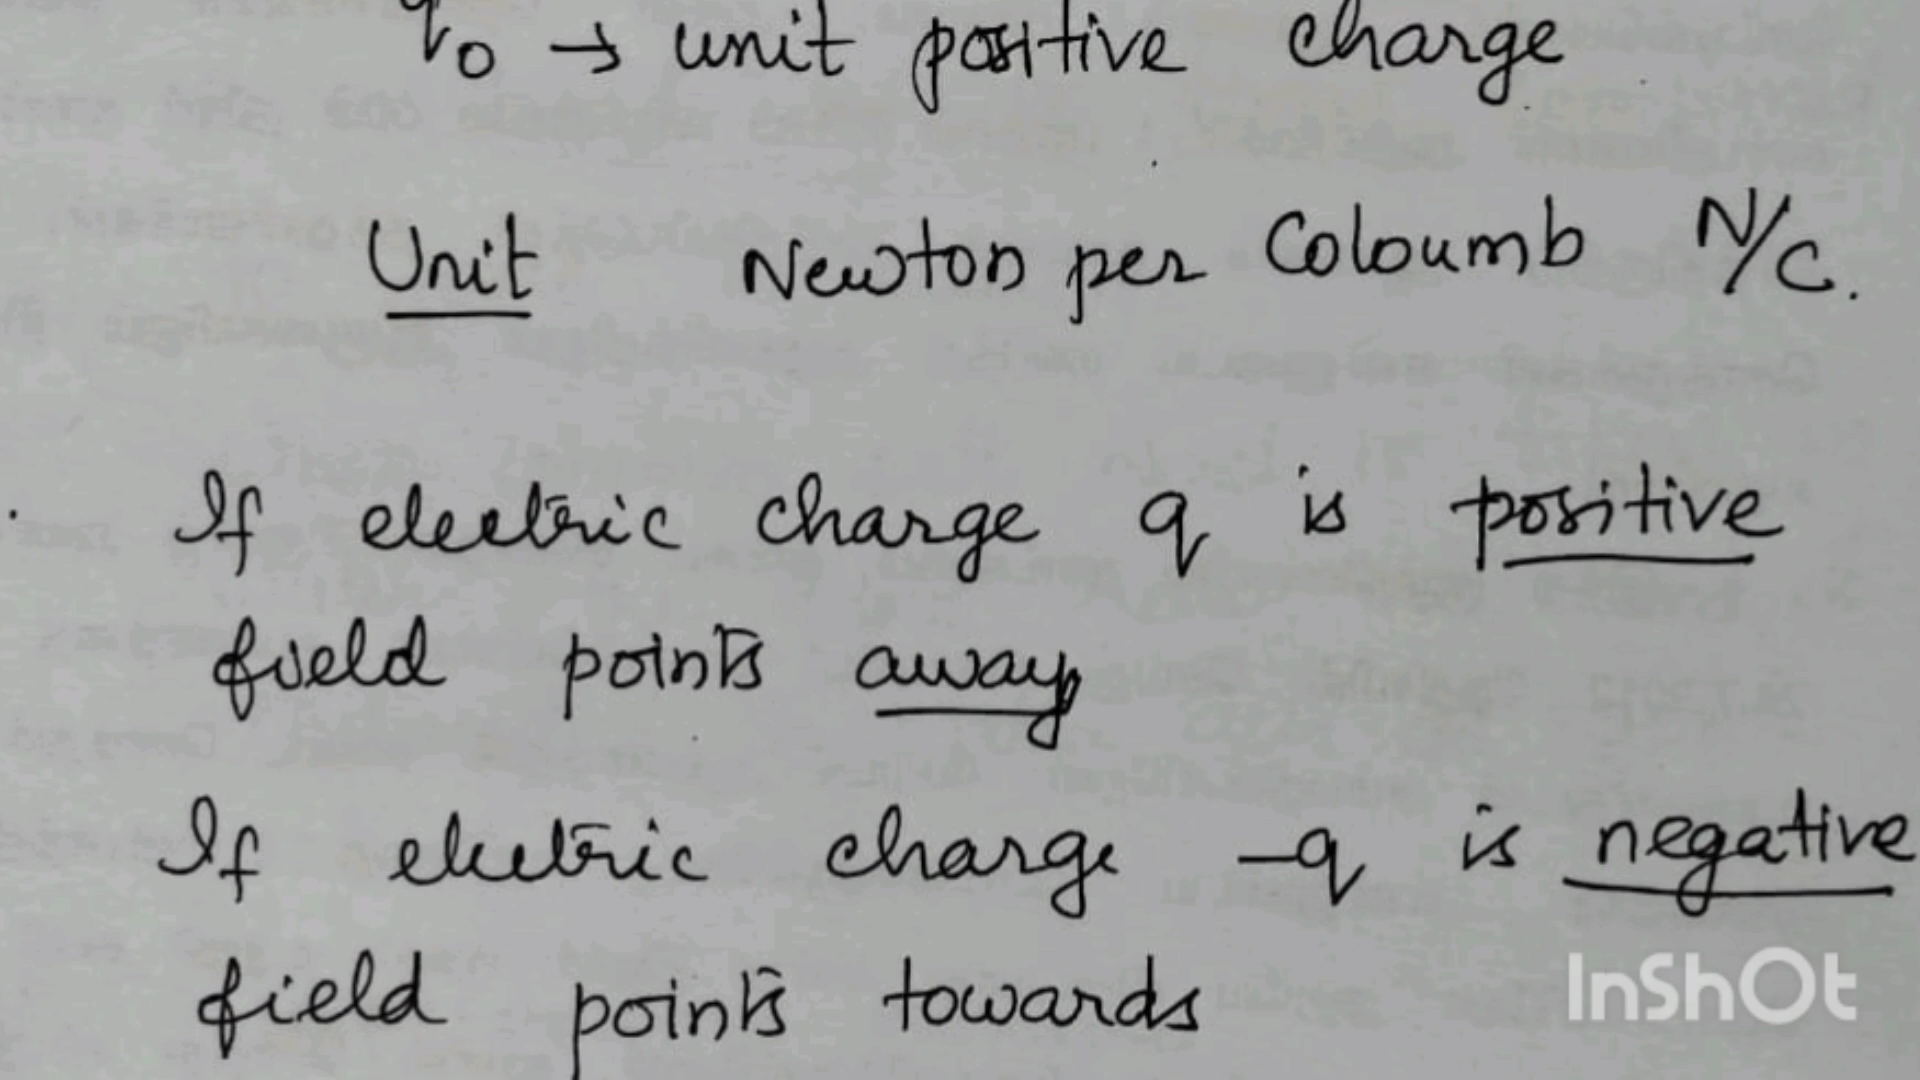 q₀ → unit positive charge
Unit Newton per Coloumb N/C.
If electric charge q is positive
field points away
If electric charge -q is negative
field points towards
InShOt